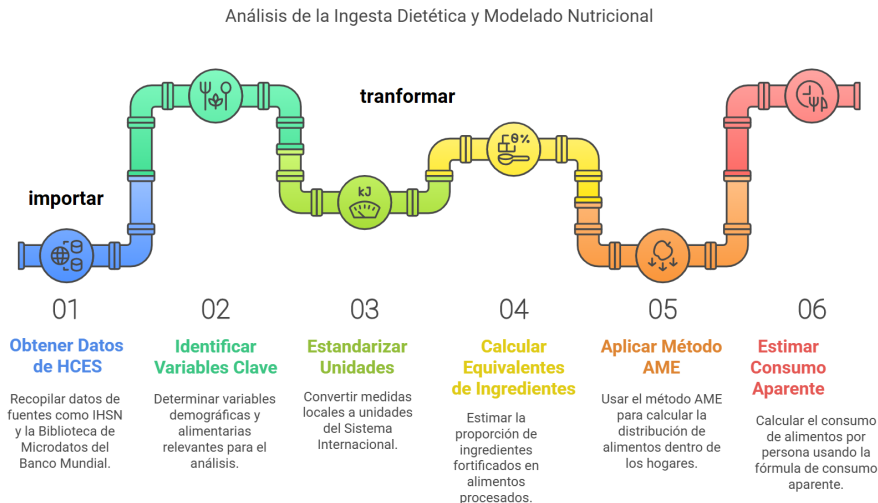 Análisis de la Ingesta Dietética y Modelado Nutricional
tranformar
importar
kJ
0%
01
02
03
04
05
06
Obtener Datos
de HCES
Recopilar datos de
fuentes como IHSN
y la Biblioteca de
Microdatos del
Banco Mundial.
Identificar
Variables Clave
Determinar variables
demográficas y
alimentarias
relevantes para el
análisis.
Estandarizar
Unidades
Convertir medidas
locales a unidades
del Sistema
Internacional.
Calcular
Equivalentes
de Ingredientes
Estimar la
proporción de
ingredientes
fortificados en
alimentos
procesados.
Aplicar Método
AME
Usar el método AME
para calcular la
distribución de
alimentos dentro de
los hogares.
Estimar
Consumo
Aparente
Calcular el consumo
de alimentos por
persona usando la
fórmula de consumo
aparente.